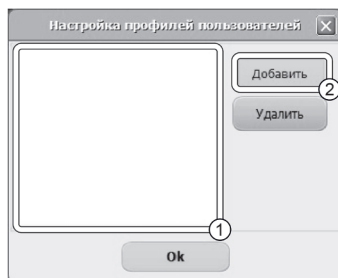 Настройка профилей пользователей
Добавить
2
Удалить
1
Ok